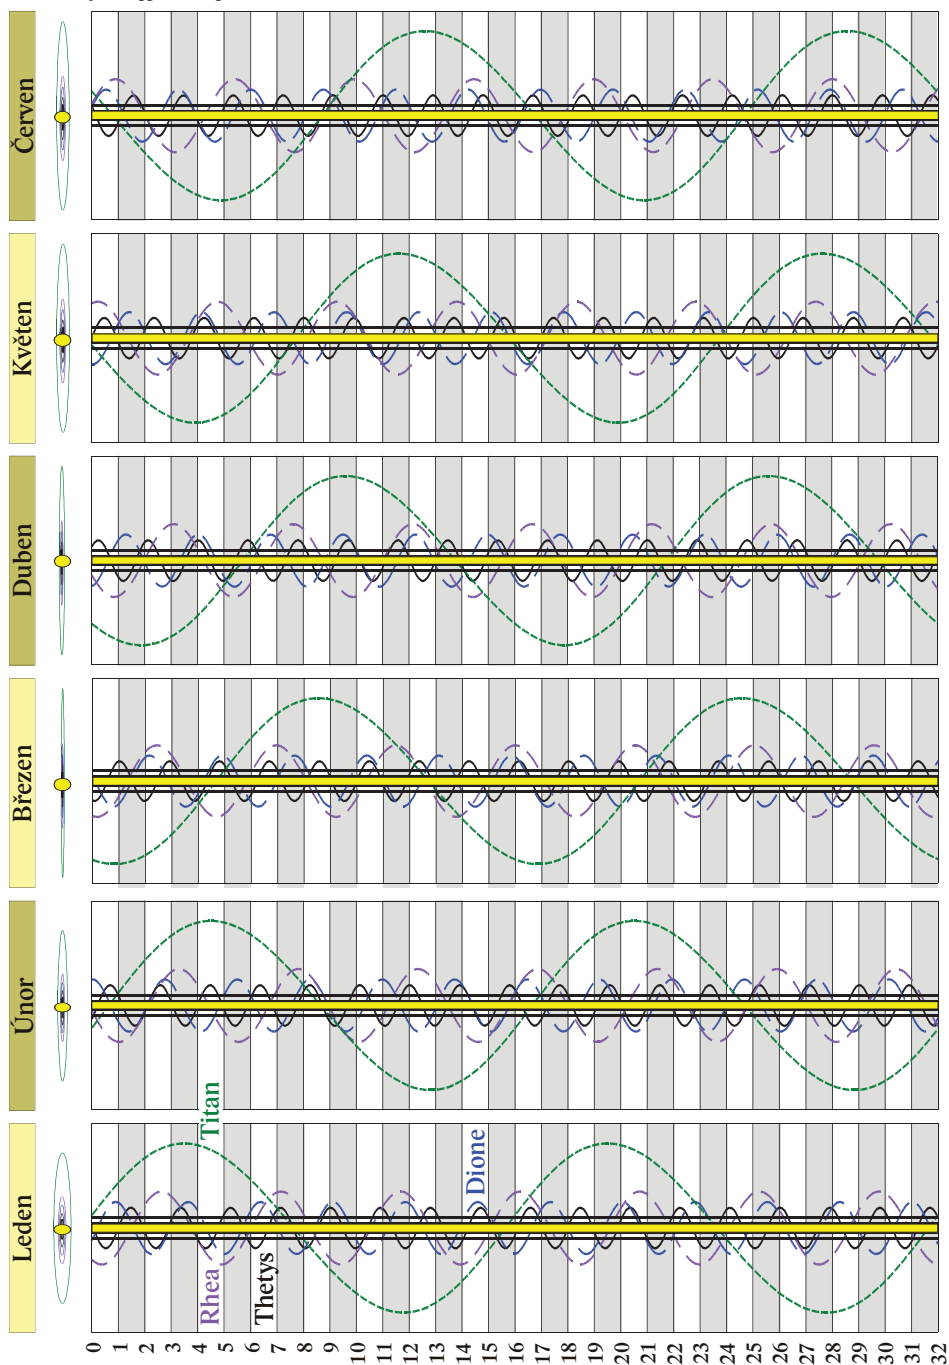 Červen
Květen
Duben
Březen
Únor
Leden
Titan
Dione
Rhea
Thetys
0 1 2 3 4 5 6 7 8 9 10 11 12 13 14 15 16 17 18 19 20 21 22 23 24 25 26 27 28 29 30 31 32